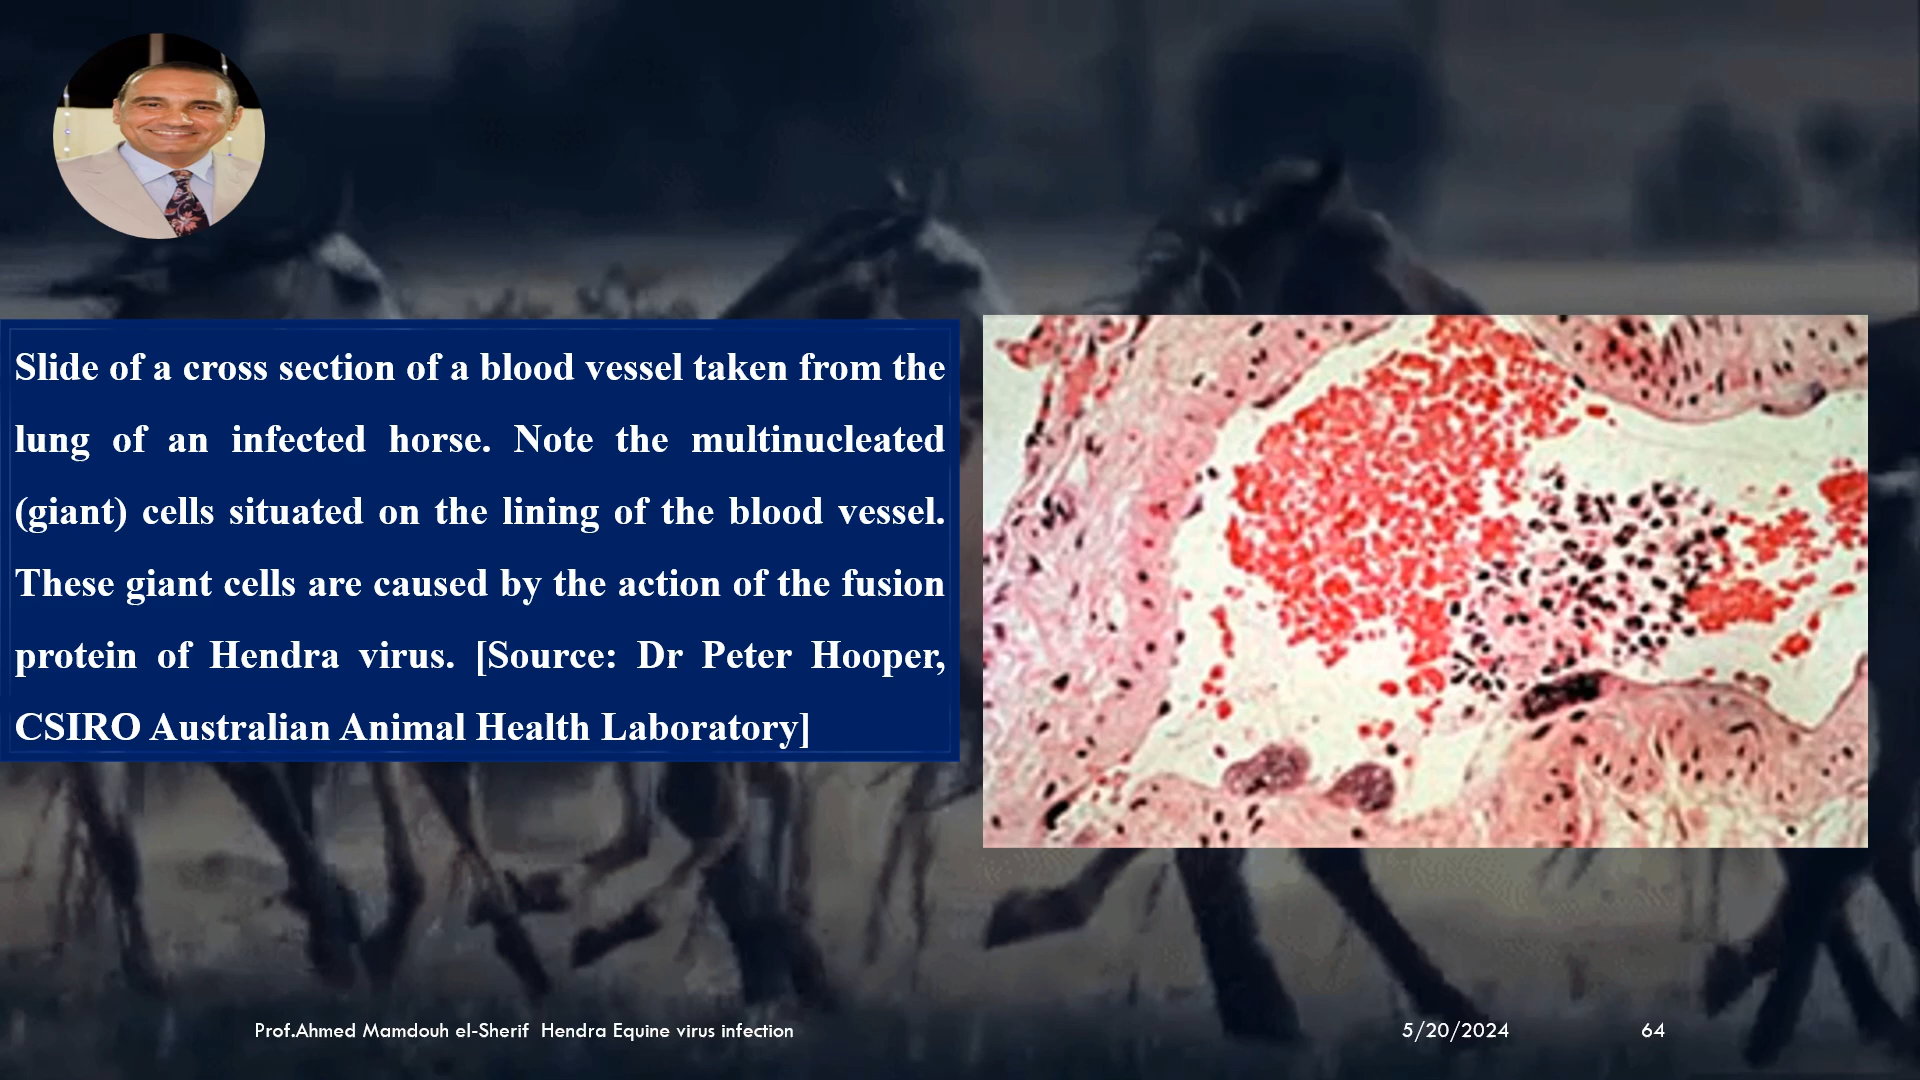 Slide of a cross section of a blood vessel taken from the
lung of an infected horse. Note the multinucleated
(giant) cells situated on the lining of the blood vessel.
These giant cells are caused by the action of the fusion
protein of Hendra virus. [Source: Dr Peter Hooper,
CSIRO Australian Animal Health Laboratory]
Prof.Ahmed Mamdouh el-Sherif Hendra Equine virus infection
5/20/2024
64